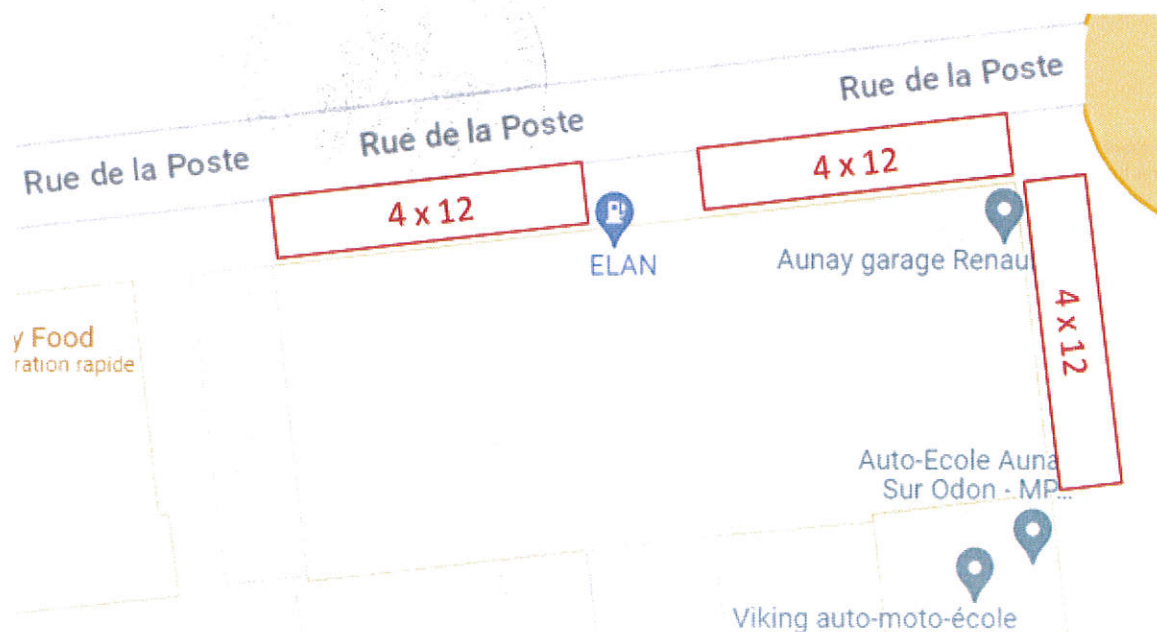 Rue de la Poste
Rue de la Poste
Rue de la Poste
4 x 12
4 x 12
ELAN
Aunay garage Renaul
4 x 12
y Food
ration rapide
Auto-Ecole Auna
Sur Odon - MP...
Viking auto-moto-école